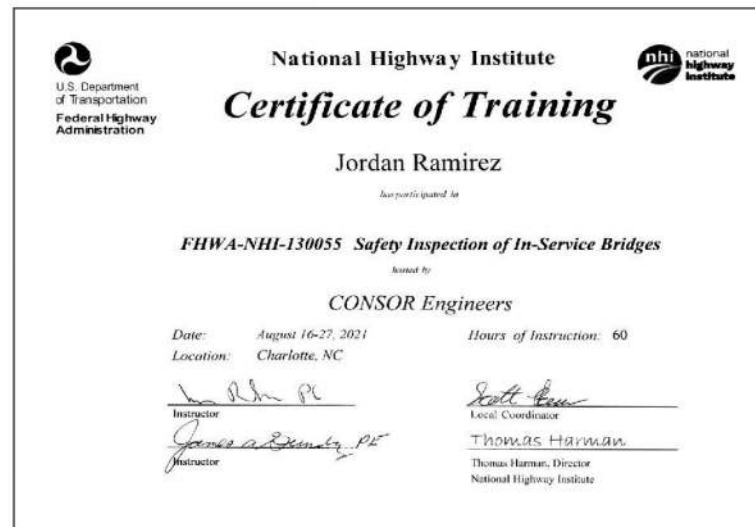 U.S. Department
of Transportation
Federal Highway
Administration
National Highway Institute
nhi national
highway
institute
Certificate of Training
Jordan Ramirez
has participated in
FHWA-NHI-130055 Safety Inspection of In-Service Bridges
hosted by
CONSOR Engineers
Date: August 16-27, 2021
Hours of Instruction: 60
Location: Charlotte, NC
Instructor
Scott
Local Coordinator
James a PE
Instructor
Thomas Harman
Thomas Harman, Director
National Highway Institute